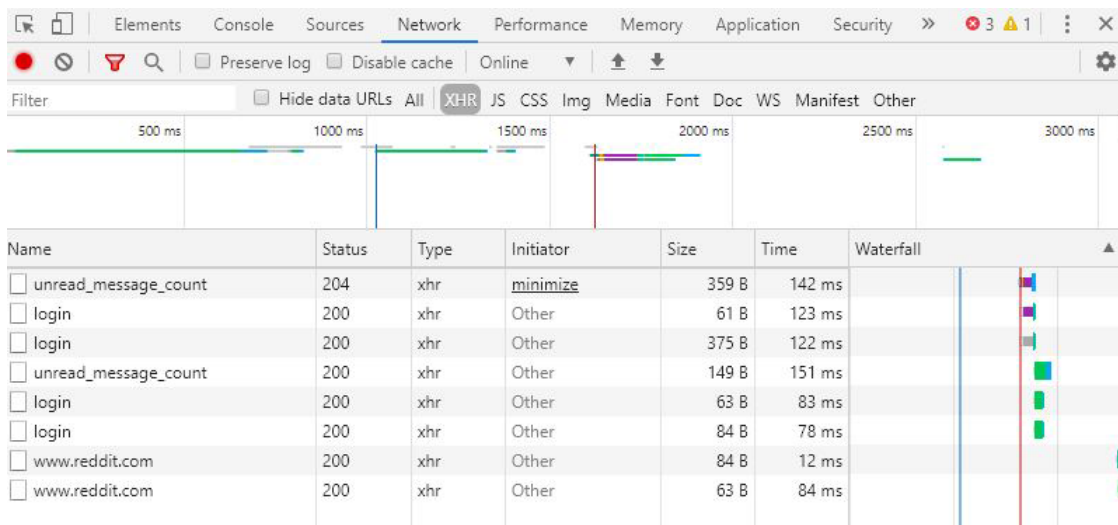 Elements Console Sources Network Performance Memory Application Security » 3 1
Preserve log Disable cache Online
Filter Hide data URLs All XHR JS CSS Img Media Font Doc WS Manifest Other
500 ms 1000 ms 1500 ms 2000 ms 2500 ms 3000 ms
Name Status Type Initiator Size Time Waterfall
unread_message_count 204 xhr minimize 359 B 142 ms
login 200 xhr Other 61 B 123 ms
login 200 xhr Other 375 B 122 ms
unread_message_count 200 xhr Other 149 B 151 ms
login 200 xhr Other 63 B 83 ms
login 200 xhr Other 84 B 78 ms
www.reddit.com 200 xhr Other 84 B 12 ms
www.reddit.com 200 xhr Other 63 B 84 ms